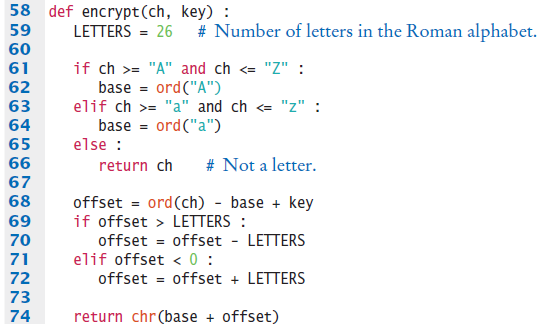 58 def encrypt(ch, key) :
59     LETTERS = 26   # Number of letters in the Roman alphabet.
60
61     if ch >= "A" and ch <= "Z" :
62         base = ord("A")
63     elif ch >= "a" and ch <= "z" :
64         base = ord("a")
65     else :
66         return ch    # Not a letter.
67
68     offset = ord(ch) - base + key
69     if offset > LETTERS :
70         offset = offset - LETTERS
71     elif offset < 0 :
72         offset = offset + LETTERS
73
74     return chr(base + offset)